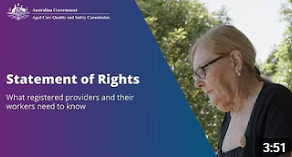 Australian Government
Aged Care Quality and Safety Commission
Statement of Rights
What registered providers and their
workers need to know
3:51